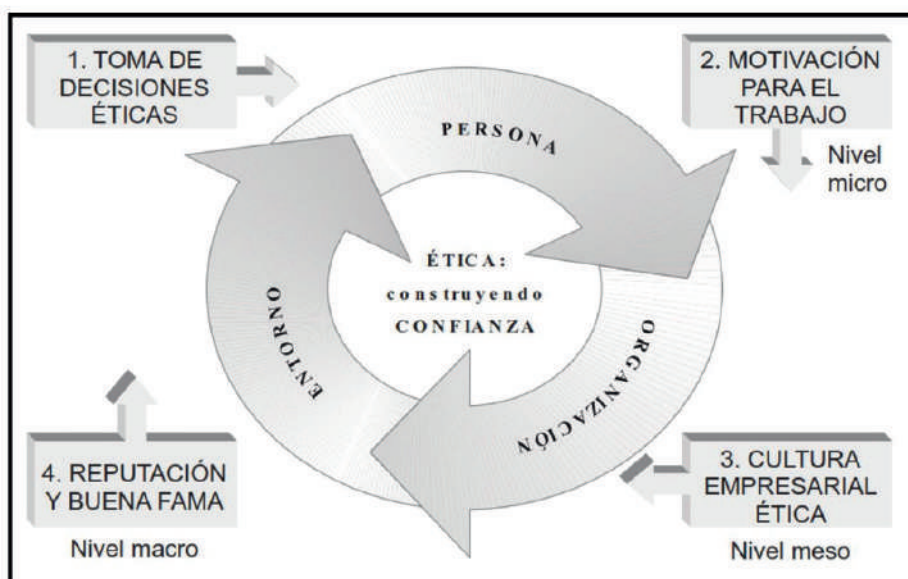 1. TOMA DE
DECISIONES
ÉTICAS
2. MOTIVACIÓN
PARA EL
TRABAJO
Nivel
micro
PERSONA
ÉTICA:
construyendo
CONFIANZA
ENTORNO
ORGANIZACIÓN
4. REPUTACIÓN
Y BUENA FAMA
Nivel macro
3. CULTURA
EMPRESARIAL
ÉTICA
Nivel meso